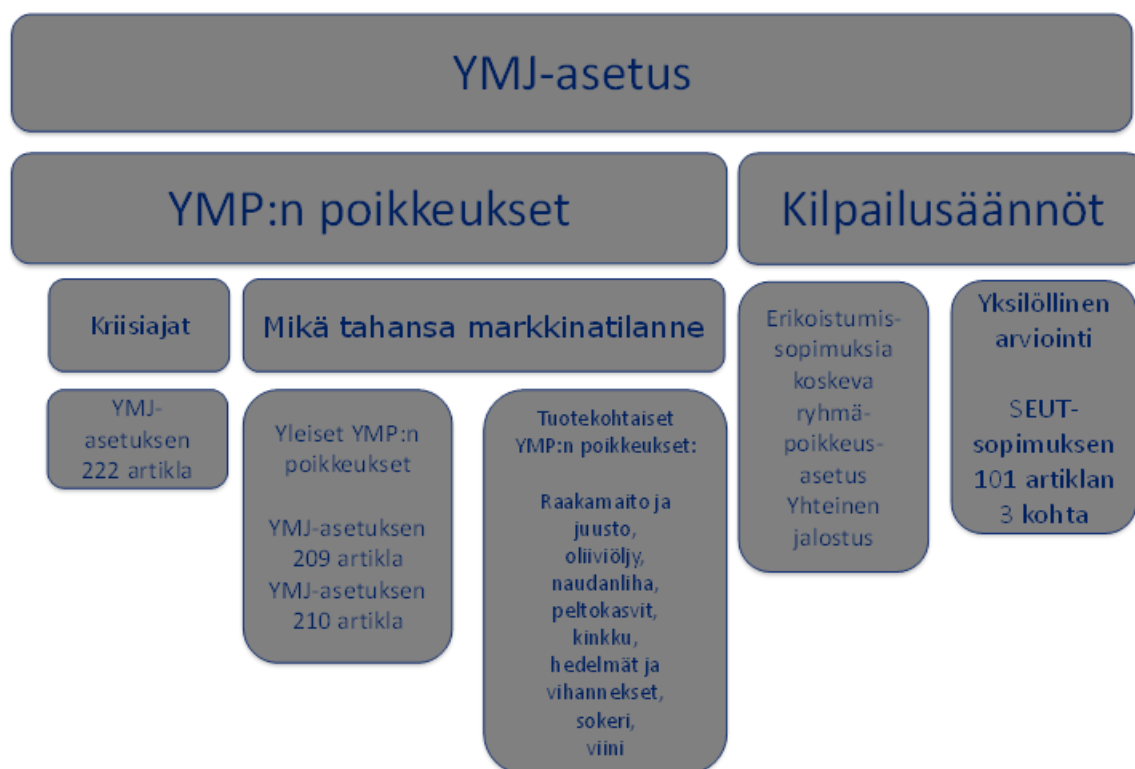 YMJ-asetus
YMP:n poikkeukset
Kilpailusäännöt
Kriisiajat
Mikä tahansa markkinatilanne
YMJ-
asetuksen
222 artikla
Yleiset YMP:n
poikkeukset
YMJ-asetuksen
209 artikla
YMJ-asetuksen
210 artikla
Tuotekohtaiset
YMP:n poikkeukset:
Raakamaito ja
juusto,
oliiviöljy,
naudanliha,
peltokasvit,
kinkku,
hedelmät ja
vihannekset,
sokeri,
viini
Erikoistumis-
sopimuksia
koskeva
ryhmä-
poikkeus-
asetus
Yhteinen
jalostus
Yksilöllinen
arviointi
SEUT-
sopimuksen
101 artiklan
3 kohta